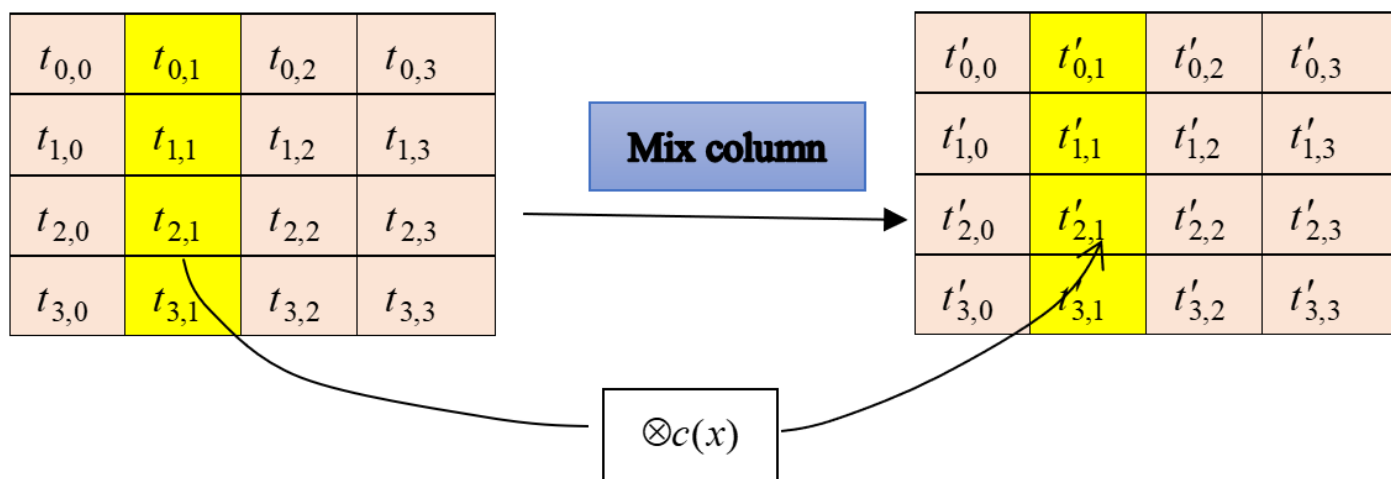 t0,0 t0,1 t0,2 t0,3
t1,0 t1,1 t1,2 t1,3
t2,0 t2,1 t2,2 t2,3
t3,0 t3,1 t3,2 t3,3
Mix column
t′0,0 t′0,1 t′0,2 t′0,3
t′1,0 t′1,1 t′1,2 t′1,3
t′2,0 t′2,1 t′2,2 t′2,3
t′3,0 t′3,1 t′3,2 t′3,3
⊗c(x)